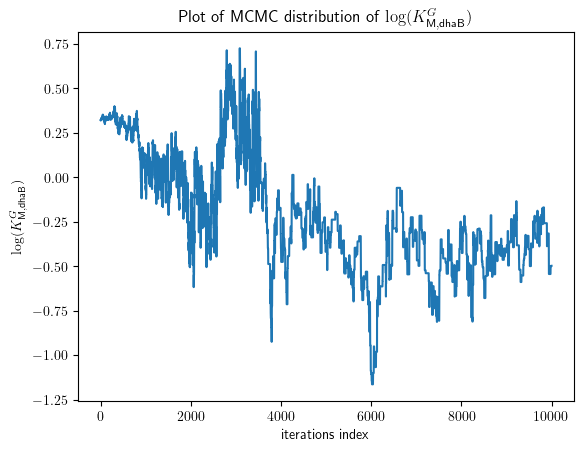 Plot of MCMC distribution of log(K^G_M,dhaB)
0.75
0.50
0.25
0.00
−0.25
−0.50
−0.75
−1.00
−1.25
log(K^G_M,dhaB)
0 2000 4000 6000 8000 10000
iterations index